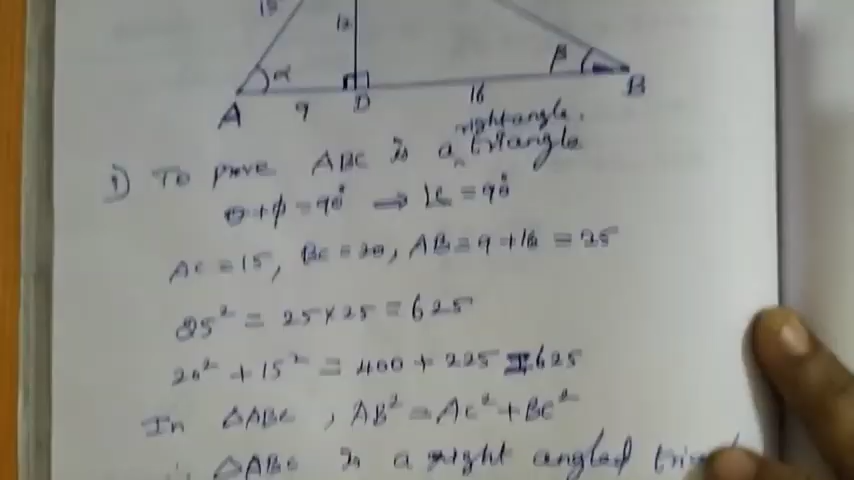 15
12
α
β
A
9
D
16
B
right angle.
1) To prove ABC is a triangle
θ+φ=90° ⇒ ∠C=90°
AC=15, BC=20, AB=9+16=25
25² = 25×25=625
20² + 15² = 400 + 225 = 625
In △ABC, AB² = AC² + BC²
∴ △ABC is a right angled